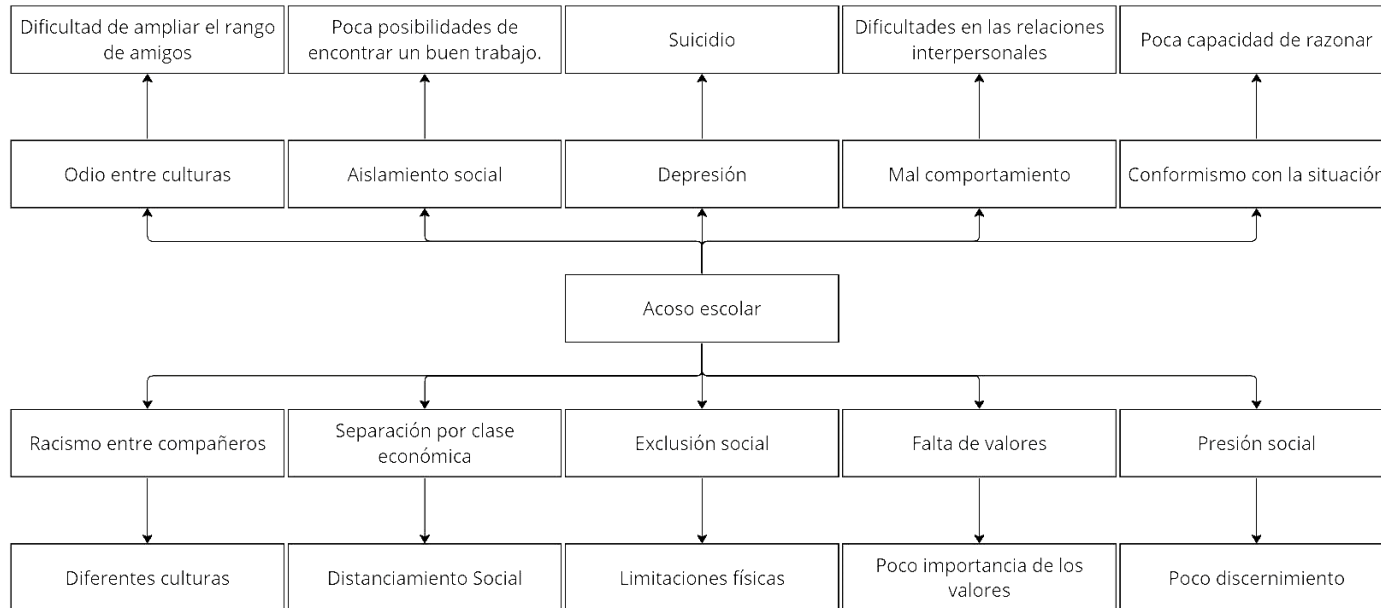 Dificultad de ampliar el rango
de amigos
Poca posibilidades de
encontrar un buen trabajo.
Suicidio
Dificultades en las relaciones
interpersonales
Poca capacidad de razonar
Odio entre culturas
Aislamiento social
Depresión
Mal comportamiento
Conformismo con la situación
Acoso escolar
Racismo entre compañeros
Separación por clase
económica
Exclusión social
Falta de valores
Presión social
Diferentes culturas
Distanciamiento Social
Limitaciones físicas
Poco importancia de los
valores
Poco discernimiento